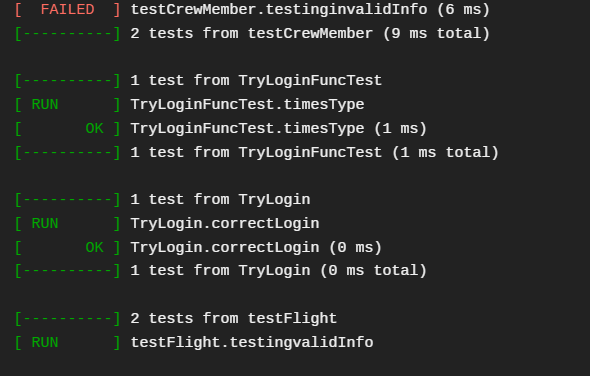 [  FAILED  ] testCrewMember.testinginvalidInfo (6 ms)
[----------] 2 tests from testCrewMember (9 ms total)
[----------] 1 test from TryLoginFuncTest
[ RUN      ] TryLoginFuncTest.timesType
[       OK ] TryLoginFuncTest.timesType (1 ms)
[----------] 1 test from TryLoginFuncTest (1 ms total)
[----------] 1 test from TryLogin
[ RUN      ] TryLogin.correctLogin
[       OK ] TryLogin.correctLogin (0 ms)
[----------] 1 test from TryLogin (0 ms total)
[----------] 2 tests from testFlight
[ RUN      ] testFlight.testingvalidInfo